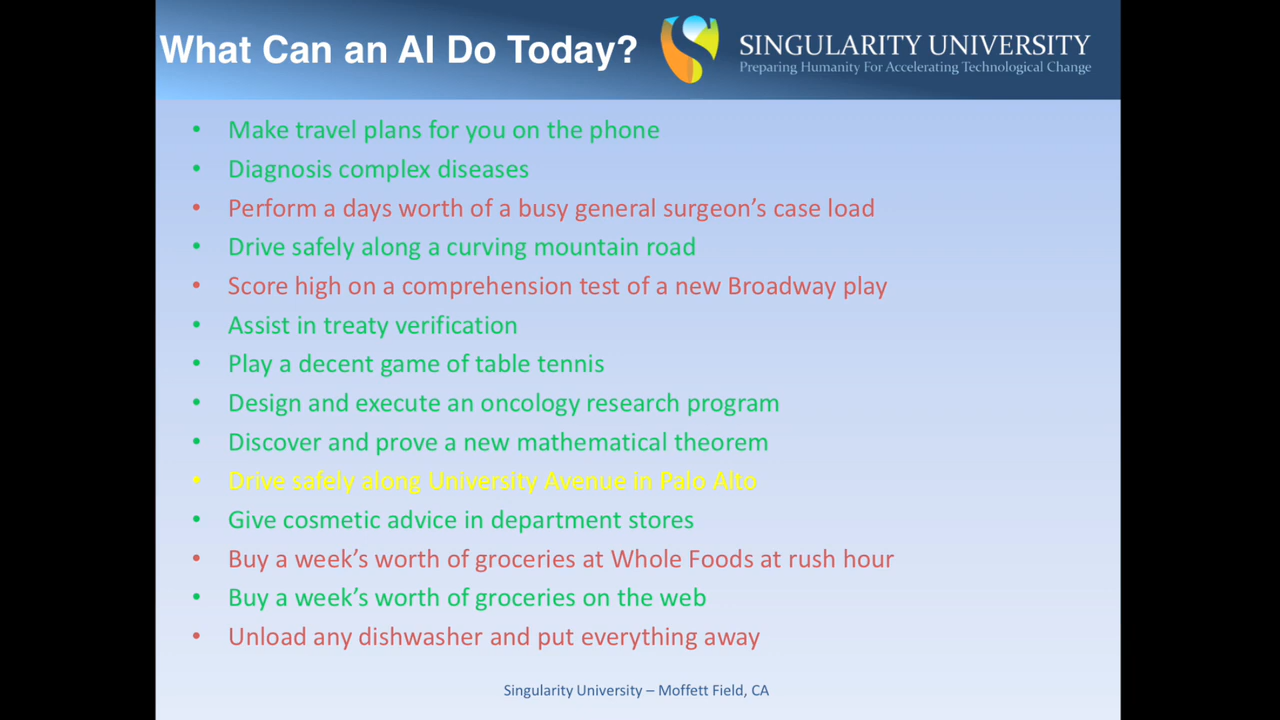 What Can an AI Do Today?
SINGULARITY UNIVERSITY
Preparing Humanity For Accelerating Technological Change
• Make travel plans for you on the phone
• Diagnosis complex diseases
• Perform a days worth of a busy general surgeon’s case load
• Drive safely along a curving mountain road
• Score high on a comprehension test of a new Broadway play
• Assist in treaty verification
• Play a decent game of table tennis
• Design and execute an oncology research program
• Discover and prove a new mathematical theorem
• Drive safely along University Avenue in Palo Alto
• Give cosmetic advice in department stores
• Buy a week’s worth of groceries at Whole Foods at rush hour
• Buy a week’s worth of groceries on the web
• Unload any dishwasher and put everything away
Singularity University – Moffett Field, CA